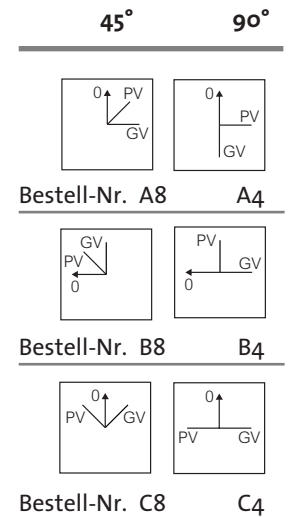 45° 90°
0 PV 0
GV PV
GV
Bestell-Nr. A8 A4
GV PV
PV GV
0 0
Bestell-Nr. B8 B4
0 0
PV GV PV GV
Bestell-Nr. C8 C4